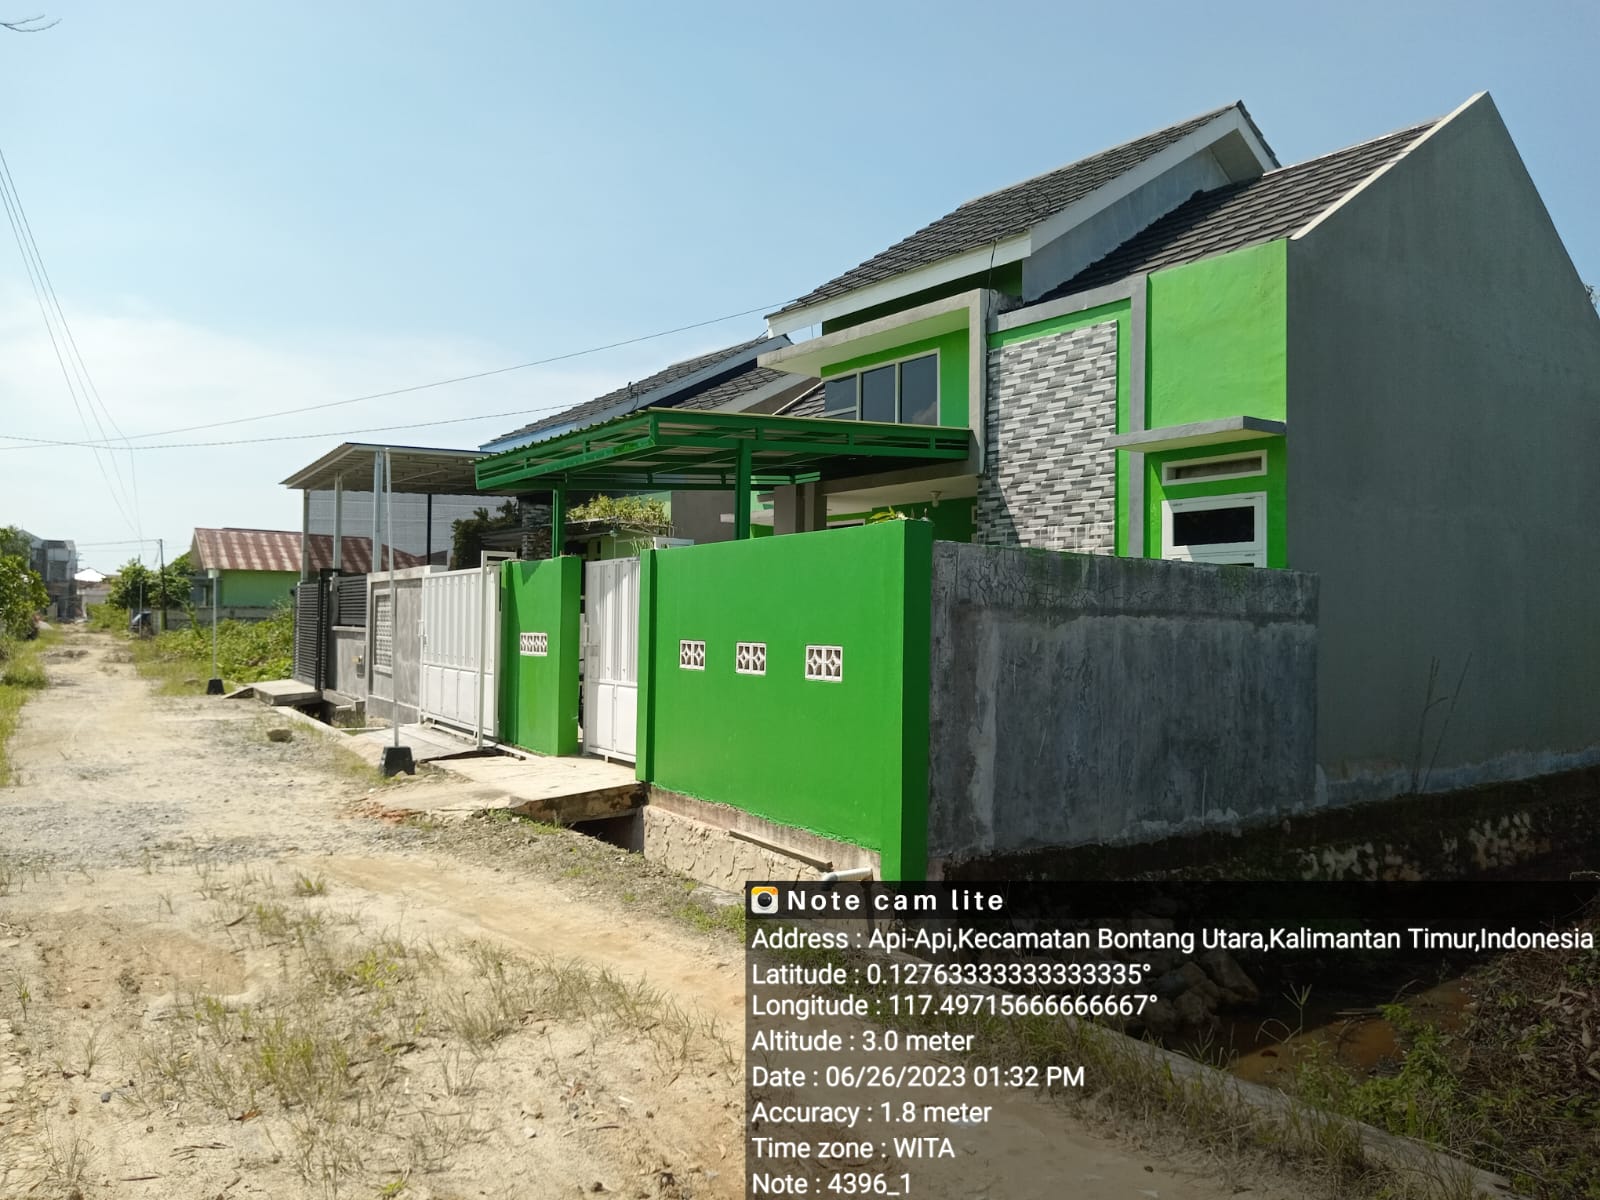 Note cam lite
Address : Api-Api,Kecamatan Bontang Utara,Kalimantan Timur,Indonesia
Latitude : 0.12763333333333335°
Longitude : 117.49715666666667°
Altitude : 3.0 meter
Date : 06/26/2023 01:32 PM
Accuracy : 1.8 meter
Time zone : WITA
Note : 4396_1